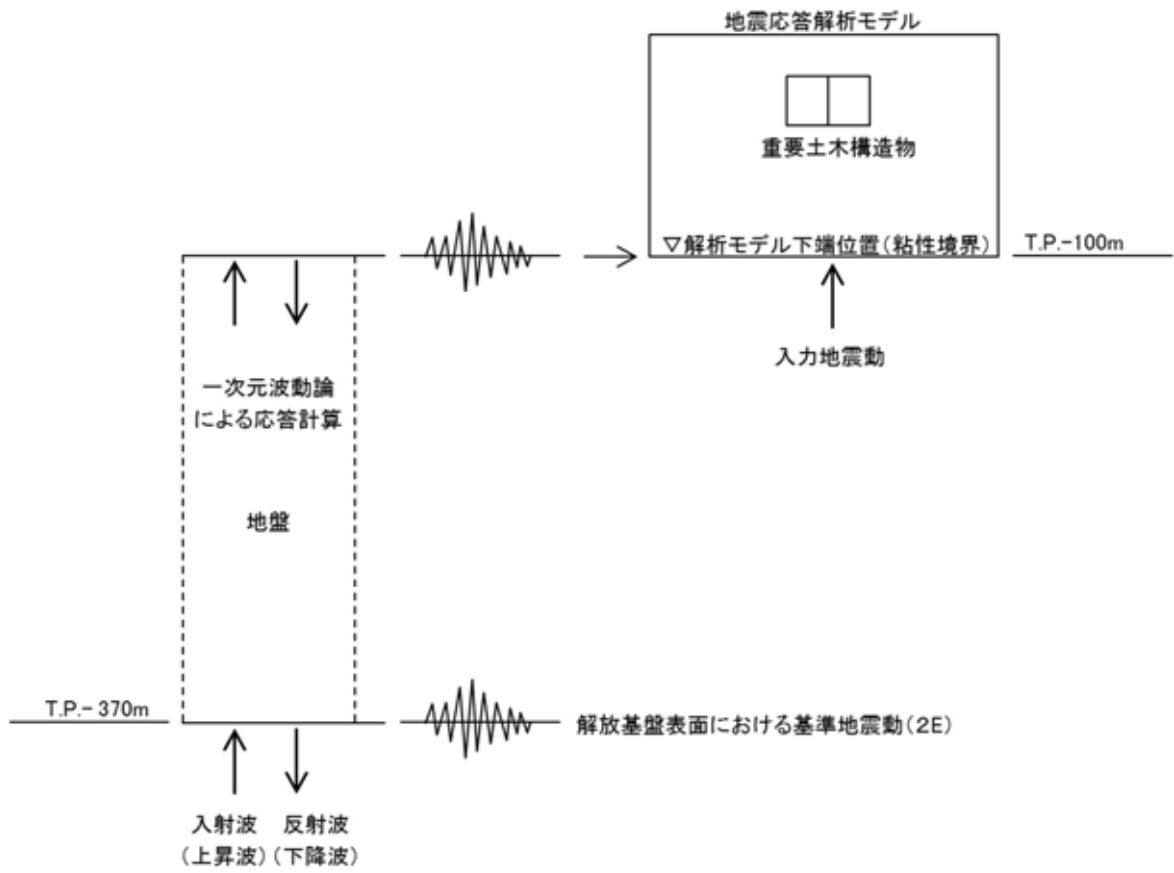 地震応答解析モデル
重要土木構造物
▽解析モデル下端位置(粘性境界)
T.P.-100m
入力地震動
一次元波動論
による応答計算
地盤
T.P.- 370m
解放基盤表面における基準地震動(2E)
入射波
(上昇波)
反射波
(下降波)